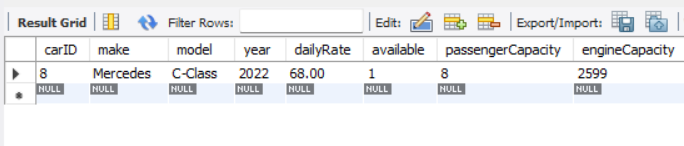 Result Grid Filter Rows: Edit: Export/Import:
carID make model year dailyRate available passengerCapacity engineCapacity
8 Mercedes C-Class 2022 68.00 1 8 2599
NULL NULL NULL NULL NULL NULL NULL NULL